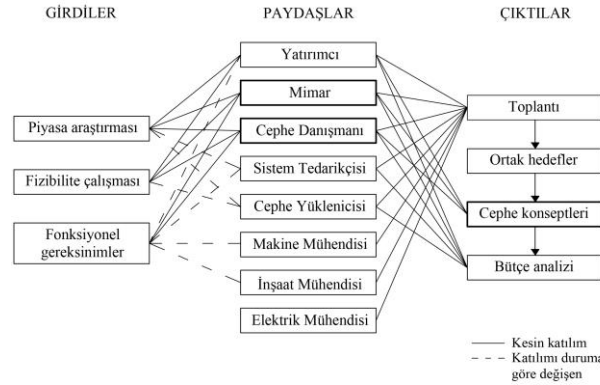 GİRDİLER
PAYDAŞLAR
ÇIKTILAR
Yatırımcı
Mimar
Cephe Danışmanı
Sistem Tedarikçisi
Cephe Yüklenicisi
Makine Mühendisi
İnşaat Mühendisi
Elektrik Mühendisi
Piyasa araştırması
Fizibilite çalışması
Fonksiyonel
gereksinimler
Toplantı
Ortak hedefler
Cephe konseptleri
Bütçe analizi
Kesin katılım
Katılımı duruma
göre değişen